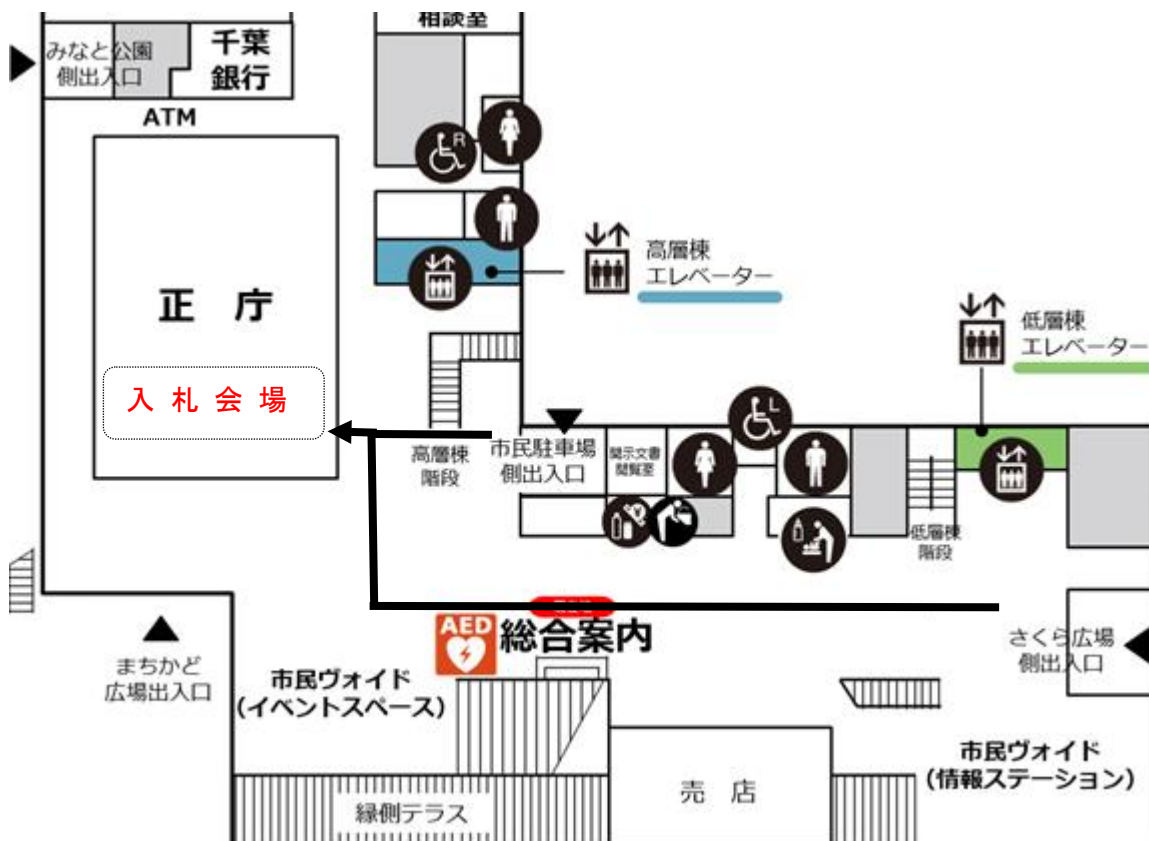 相談室
みなと公園
側出入口
千葉
銀行
ATM
R
正 庁
入札会場
高層棟
エレベーター
低層棟
エレベーター
L
高層棟
階段
市民駐車場
側出入口
開示文書
閲覧室
低層棟
階段
AED
総合案内
さくら広場
側出入口
まちかど
広場出入口
市民ヴォイド
(イベントスペース)
市民ヴォイド
(情報ステーション)
売 店
縁側テラス